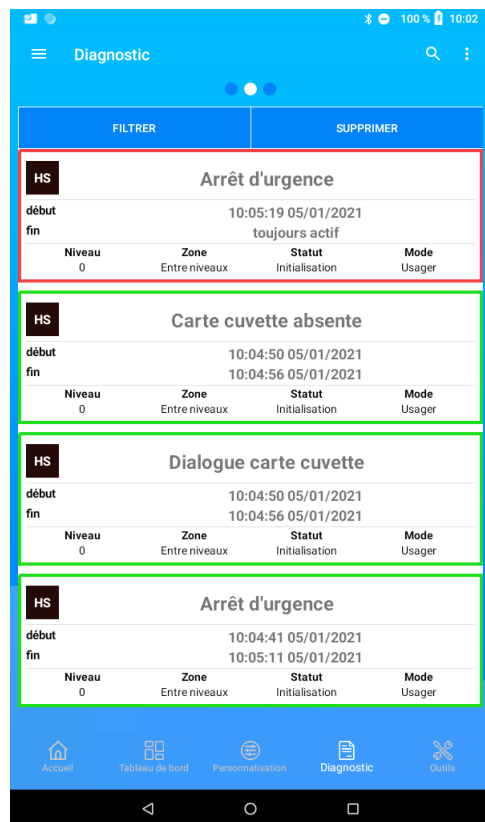 100 % 10:02
Diagnostic
FILTRER SUPPRIMER
HS Arrêt d'urgence
début 10:05:19 05/01/2021
fin toujours actif
Niveau Zone Statut Mode
0 Entre niveaux Initialisation Usager
HS Carte cuvette absente
début 10:04:50 05/01/2021
fin 10:04:56 05/01/2021
Niveau Zone Statut Mode
0 Entre niveaux Initialisation Usager
HS Dialogue carte cuvette
début 10:04:50 05/01/2021
fin 10:04:56 05/01/2021
Niveau Zone Statut Mode
0 Entre niveaux Initialisation Usager
HS Arrêt d'urgence
début 10:04:41 05/01/2021
fin 10:05:11 05/01/2021
Niveau Zone Statut Mode
0 Entre niveaux Initialisation Usager
Accueil Tableau de bord Personnalisation Diagnostic Outils